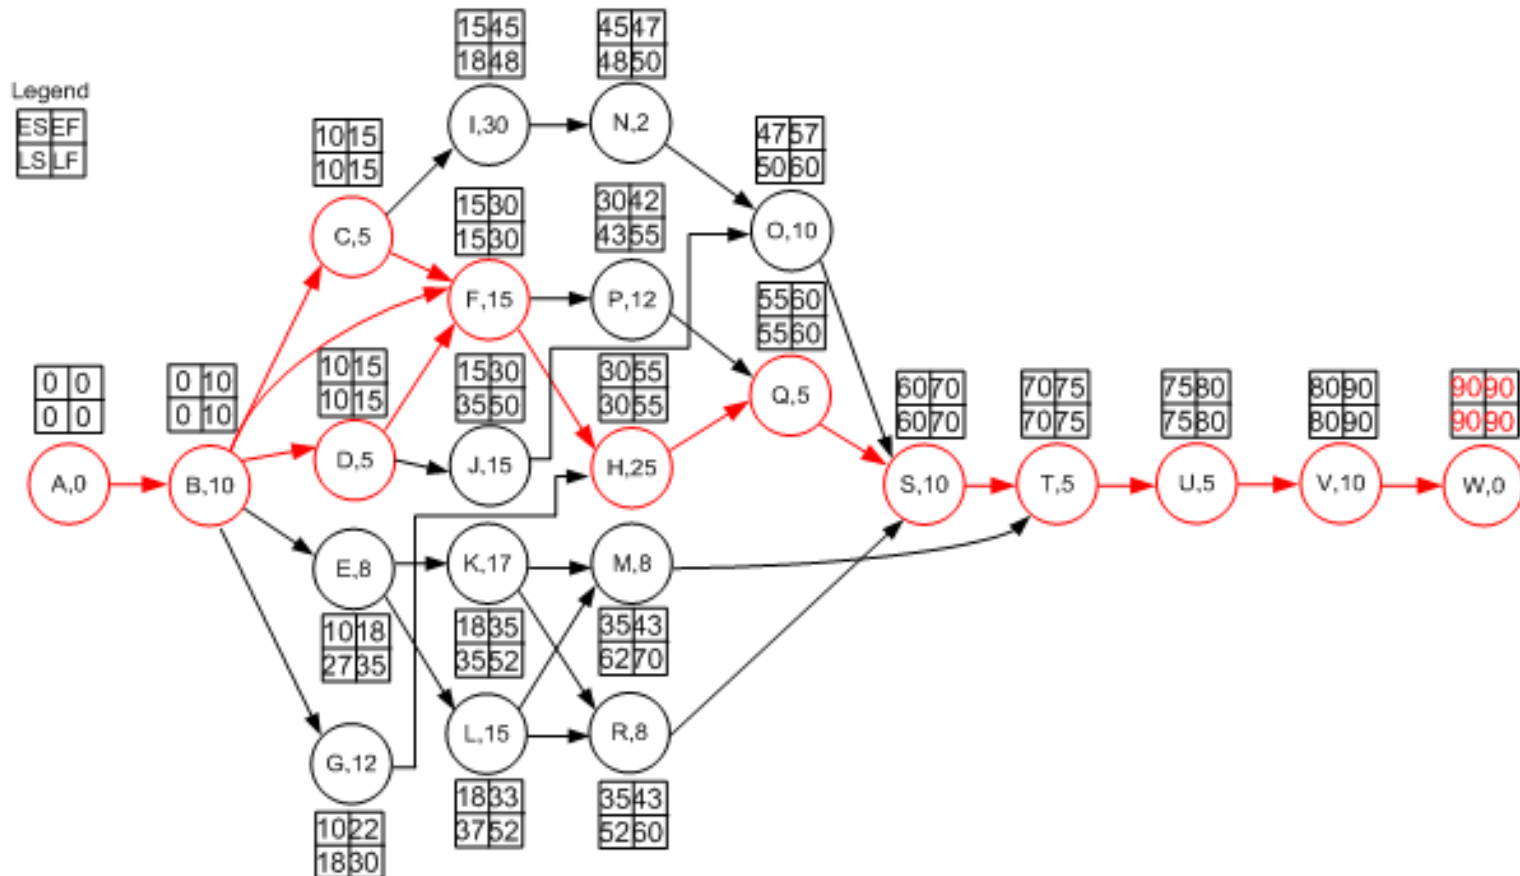 Legend
ES EF
LS LF
15 45
18 48
I,30
45 47
48 50
N,2
10 15
10 15
C,5
15 30
15 30
F,15
30 42
43 55
P,12
47 57
50 60
O,10
55 60
55 60
Q,5
0 0
0 0
A,0
0 10
0 10
B,10
10 15
10 15
D,5
15 30
35 50
J,15
30 55
30 55
H,25
60 70
60 70
S,10
70 75
70 75
T,5
75 80
75 80
U,5
80 90
80 90
V,10
90 90
90 90
W,0
E,8
10 18
27 35
K,17
18 35
35 52
M,8
35 43
62 70
G,12
10 22
18 30
L,15
18 33
37 52
R,8
35 43
52 60